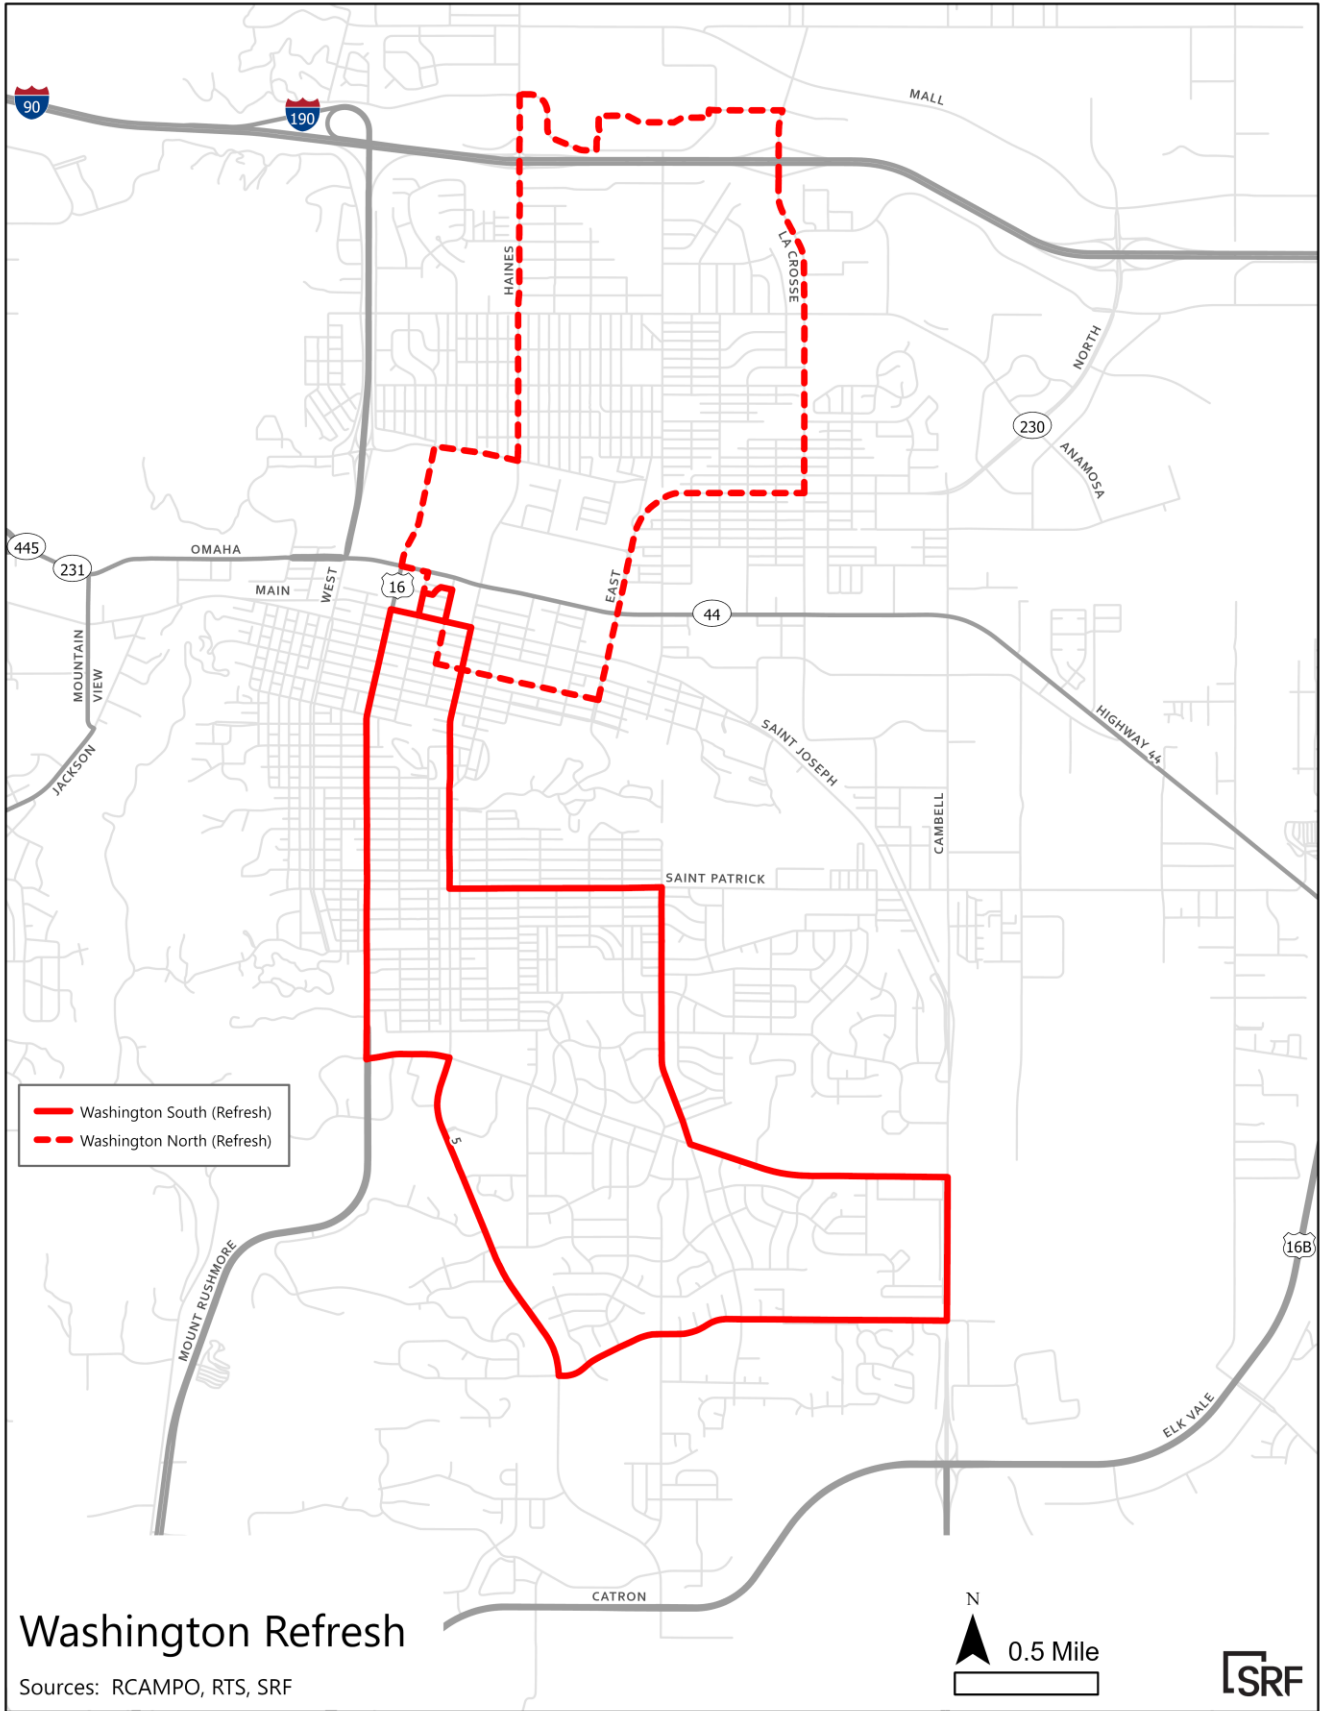 90
190
MALL
HAINES
LA CROSSE
NORTH
230
ANAMOSA
445
231
OMAHA
MAIN
WEST
16
EAST
44
MOUNTAIN
VIEW
JACKSON
SAINT JOSEPH
HIGHWAY 44
CAMBELL
SAINT PATRICK
Washington South (Refresh)
Washington North (Refresh)
5
MOUNT RUSHMORE
16B
ELK VALE
CATRON
Washington Refresh
Sources: RCAMPO, RTS, SRF
N
0.5 Mile
SRF